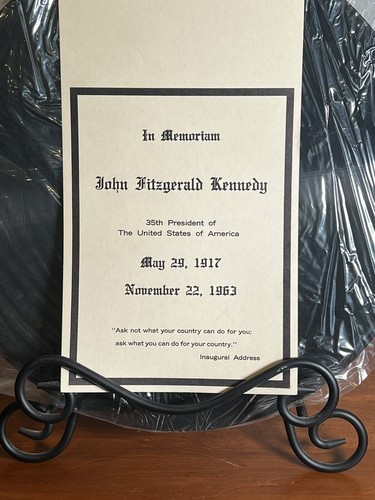 In Memoriam
John Fitzgerald Kennedy
35th President of
The United States of America
May 29, 1917
November 22, 1963
"Ask not what your country can do for you;
ask what you can do for your country."
Inaugural Address